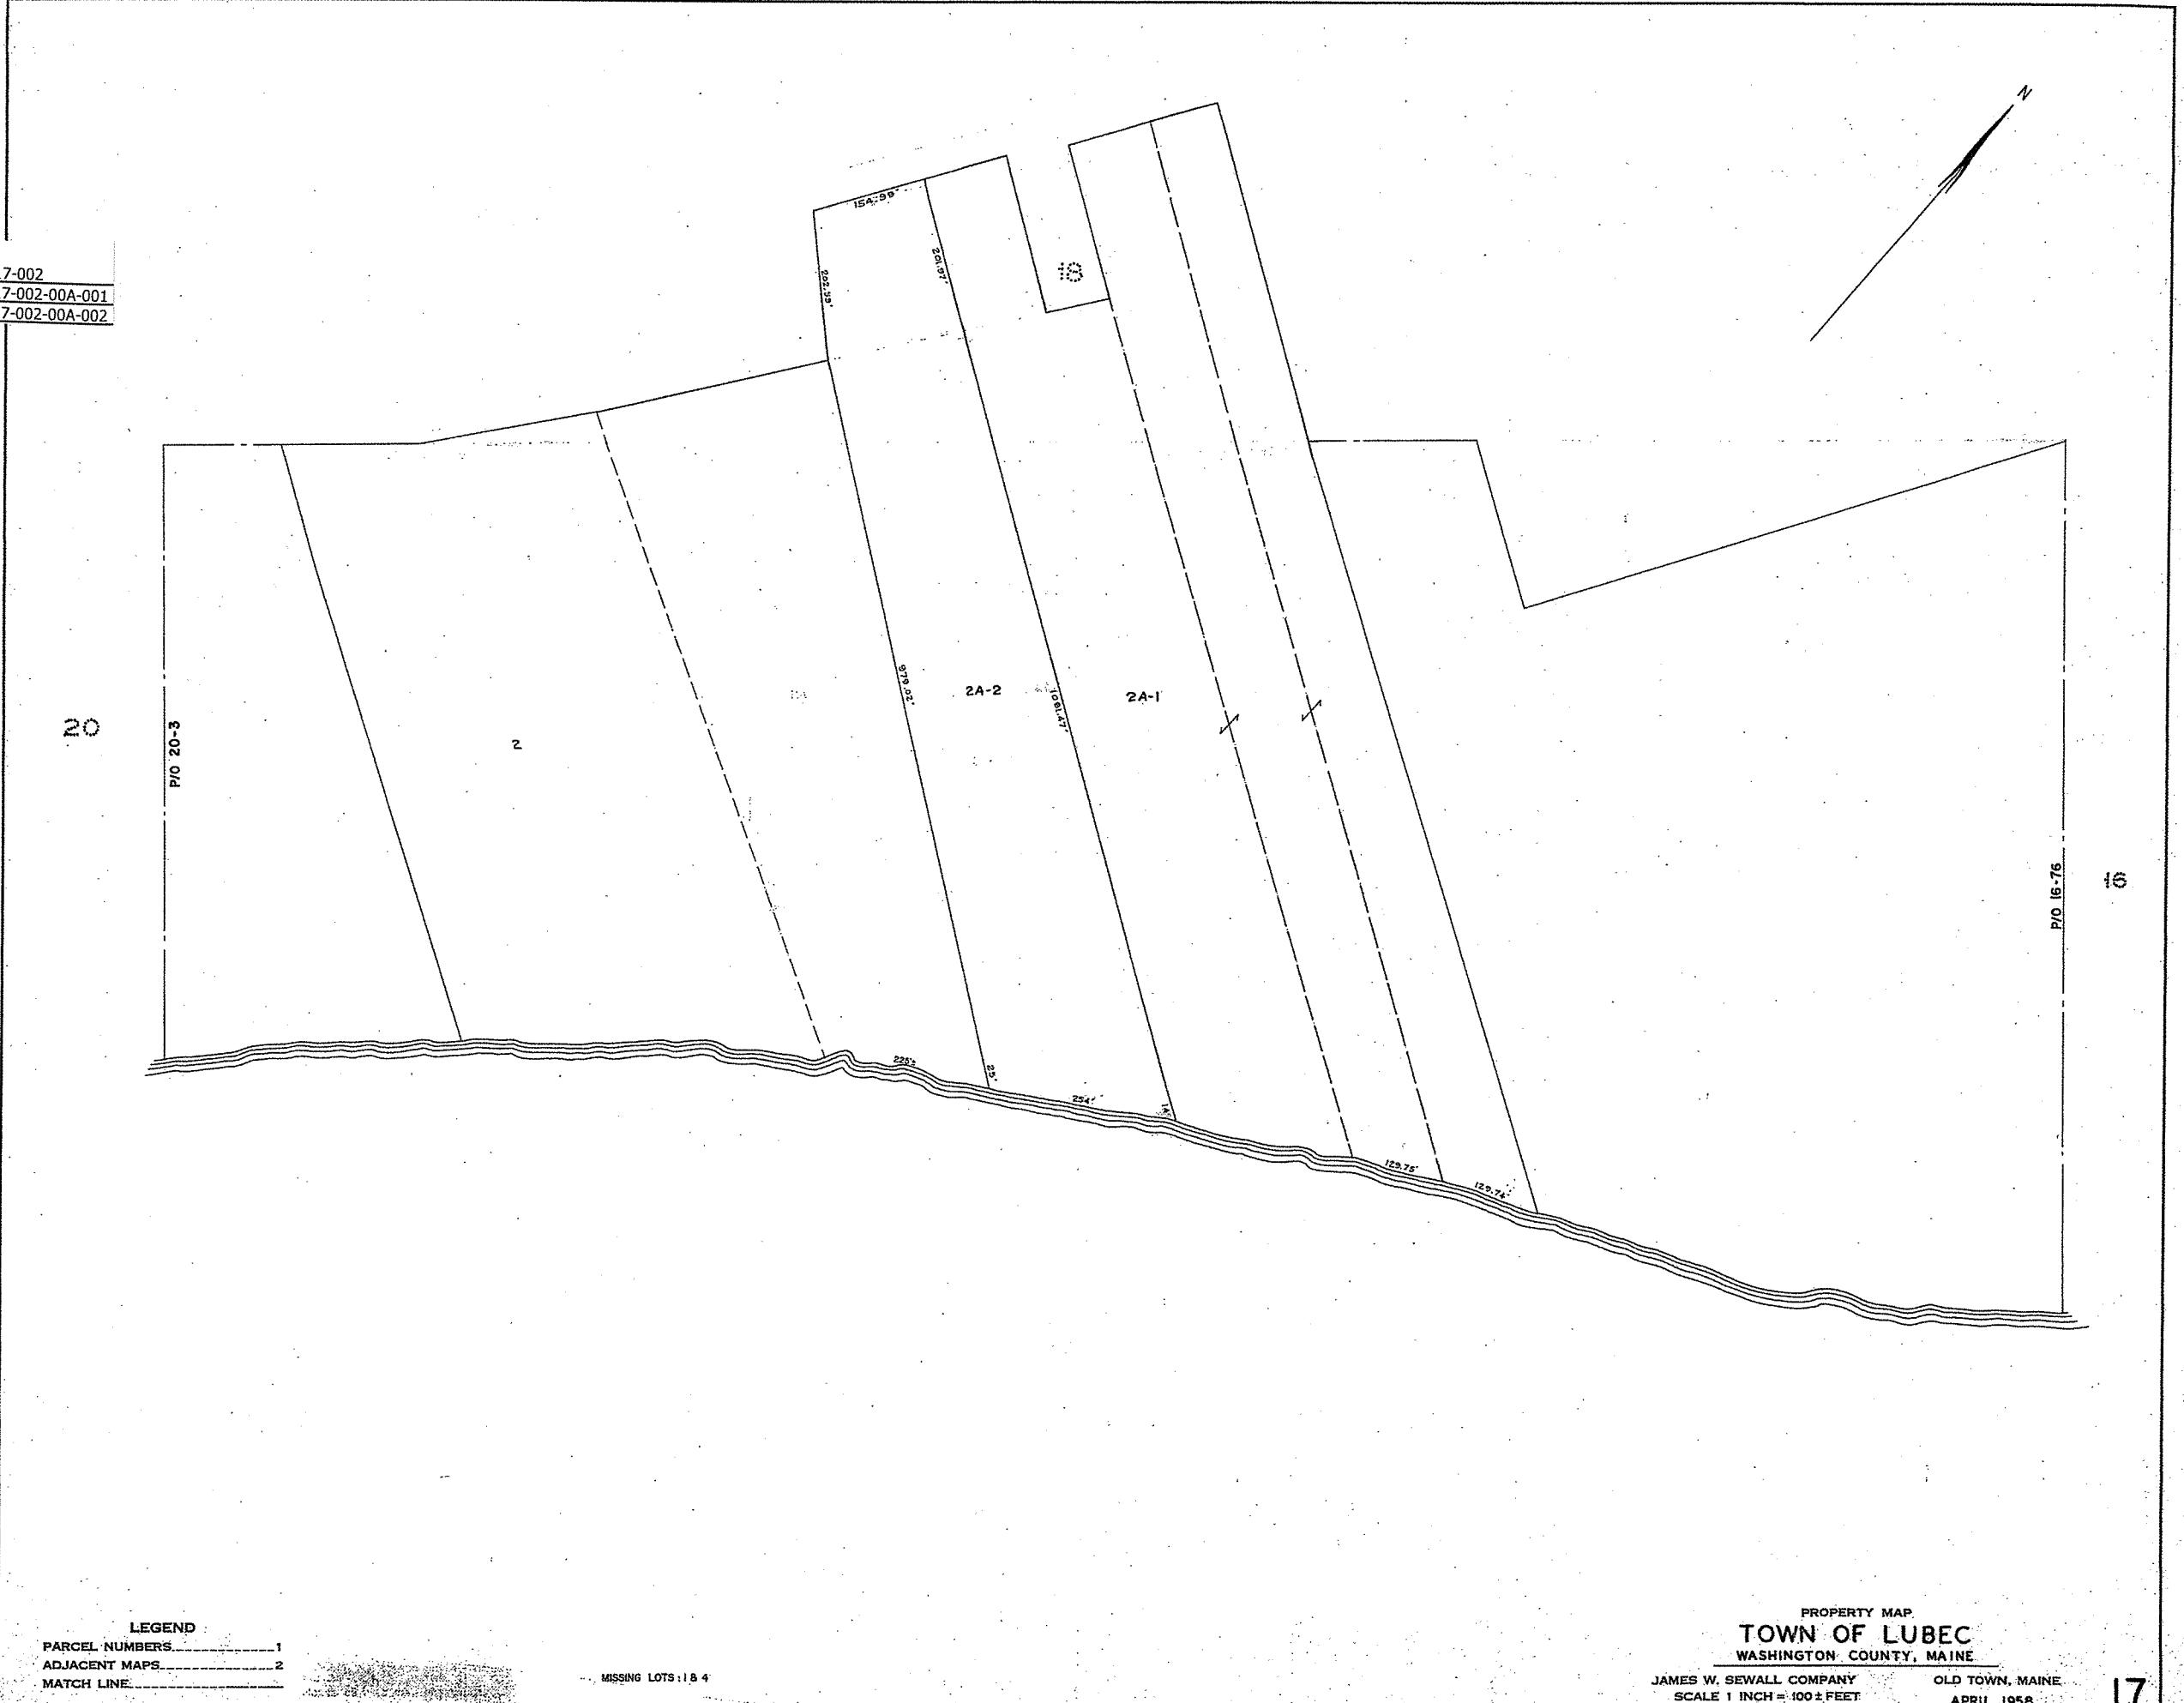 N
154.99'
18
201.97'
7-002
7-002-00A-001
7-002-00A-002
979.02'
2A-2
1081.47'
2A-1
20
P/O 20-3
2
P/O 16-76
16
225'±
25'
254'
14'
129.75'
129.74'
LEGEND
PARCEL NUMBERS 1
ADJACENT MAPS 2
MATCH LINE
MISSING LOTS: 1 & 4
PROPERTY MAP
TOWN OF LUBEC
WASHINGTON COUNTY, MAINE
JAMES W. SEWALL COMPANY OLD TOWN, MAINE
SCALE 1 INCH = 100 ± FEET APRIL 1958
17